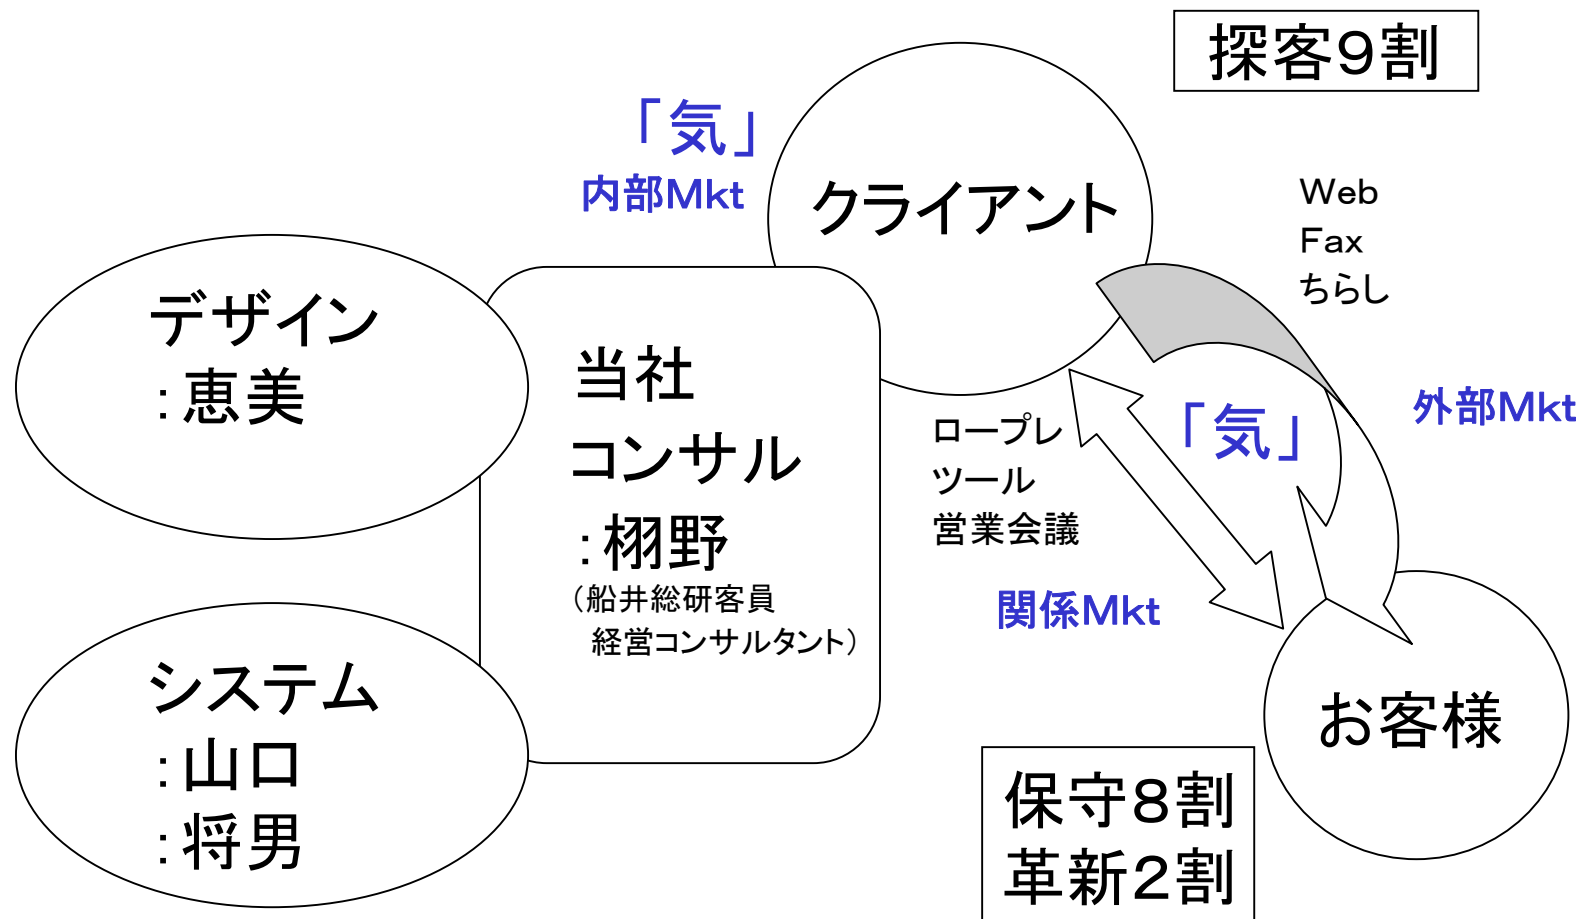 探客9割
「気」
内部Mkt
クライアント
Web
Fax
ちらし
デザイン
:恵美
当社
コンサル
:栩野
（船井総研客員
経営コンサルタント）
外部Mkt
「気」
ロープレ
ツール
営業会議
関係Mkt
システム
:山口
:将男
お客様
保守8割
革新2割